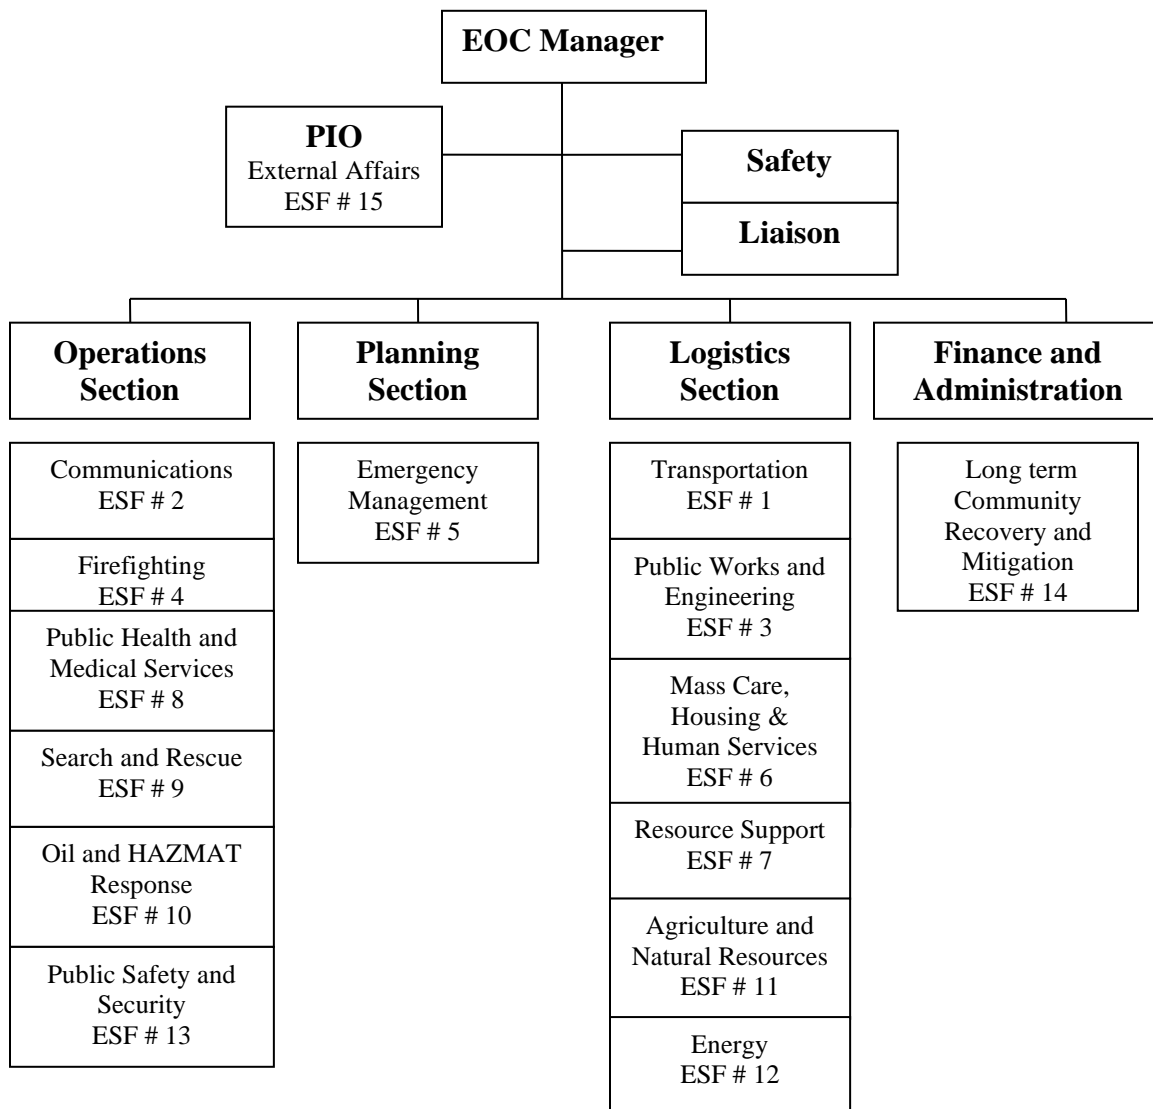 EOC Manager
PIO
External Affairs
ESF # 15
Safety
Liaison
Operations
Section
Planning
Section
Logistics
Section
Finance and
Administration
Communications
ESF # 2
Firefighting
ESF # 4
Public Health and
Medical Services
ESF # 8
Search and Rescue
ESF # 9
Oil and HAZMAT
Response
ESF # 10
Public Safety and
Security
ESF # 13
Emergency
Management
ESF # 5
Transportation
ESF # 1
Public Works and
Engineering
ESF # 3
Mass Care,
Housing &
Human Services
ESF # 6
Resource Support
ESF # 7
Agriculture and
Natural Resources
ESF # 11
Energy
ESF # 12
Long term
Community
Recovery and
Mitigation
ESF # 14